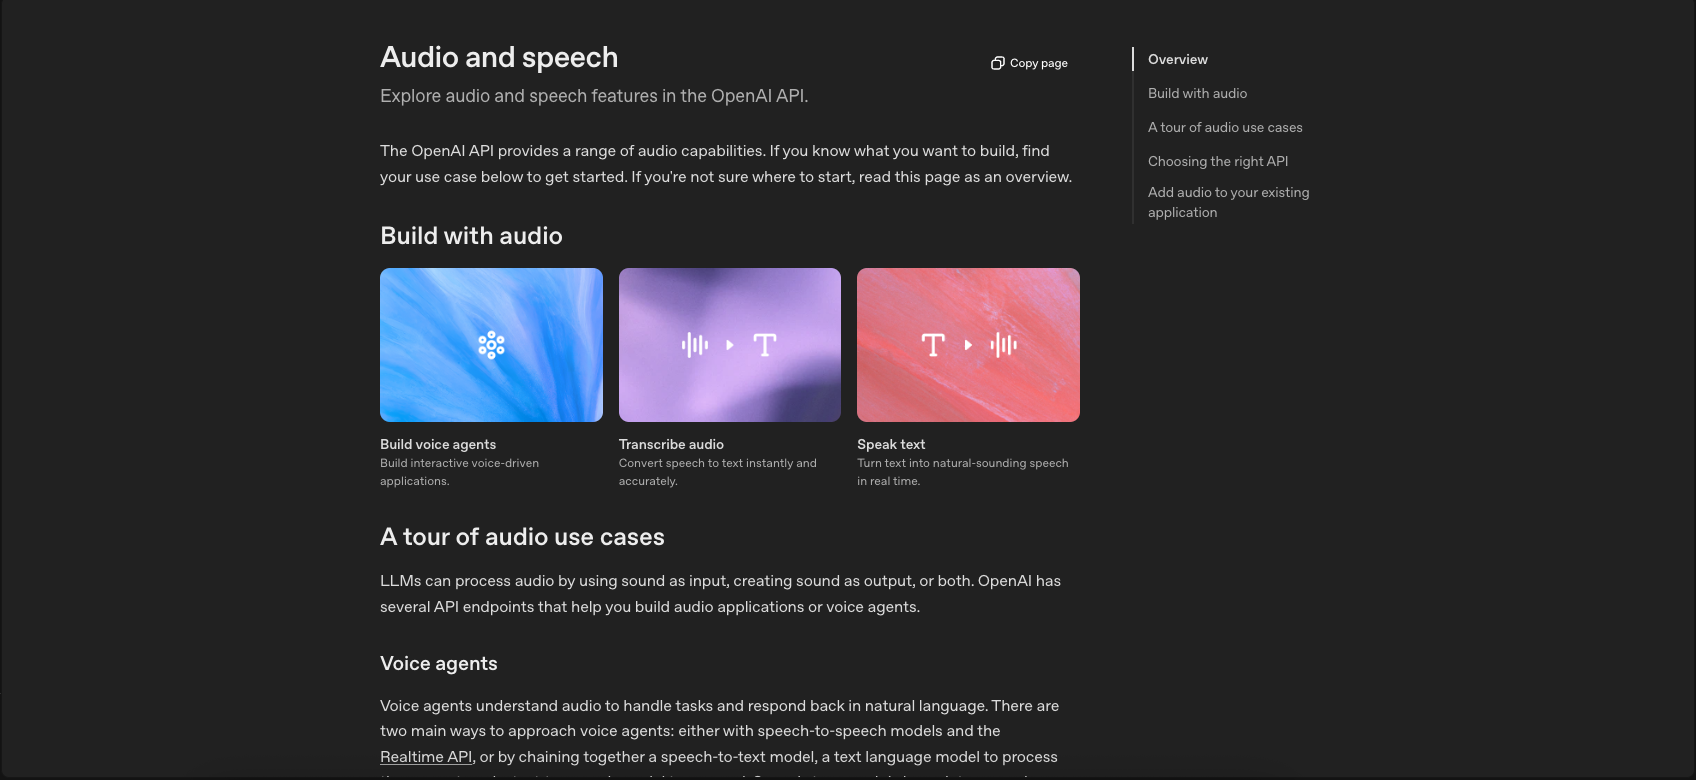 Audio and speech
Copy page
Explore audio and speech features in the OpenAI API.
The OpenAI API provides a range of audio capabilities. If you know what you want to build, find
your use case below to get started. If you're not sure where to start, read this page as an overview.
Build with audio
T
T
Build voice agents
Build interactive voice-driven
applications.
Transcribe audio
Convert speech to text instantly and
accurately.
Speak text
Turn text into natural-sounding speech
in real time.
A tour of audio use cases
LLMs can process audio by using sound as input, creating sound as output, or both. OpenAI has
several API endpoints that help you build audio applications or voice agents.
Voice agents
Voice agents understand audio to handle tasks and respond back in natural language. There are
two main ways to approach voice agents: either with speech-to-speech models and the
Realtime API, or by chaining together a speech-to-text model, a text language model to process
Overview
Build with audio
A tour of audio use cases
Choosing the right API
Add audio to your existing
application